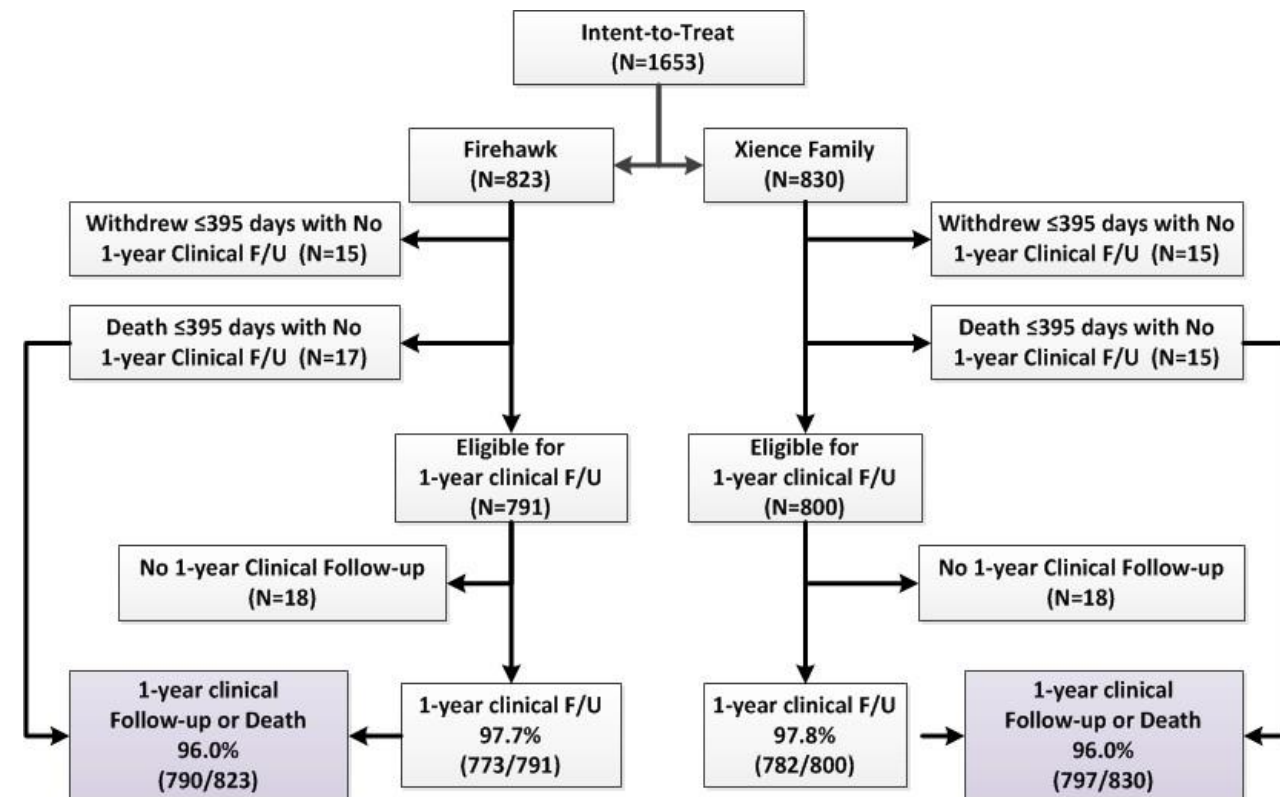 Intent-to-Treat
(N=1653)
Firehawk
(N=823)
Xience Family
(N=830)
Withdrew ≤395 days with No
1-year Clinical F/U (N=15)
Withdrew ≤395 days with No
1-year Clinical F/U (N=15)
Death ≤395 days with No
1-year Clinical F/U (N=17)
Death ≤395 days with No
1-year Clinical F/U (N=15)
Eligible for
1-year clinical F/U
(N=791)
Eligible for
1-year clinical F/U
(N=800)
No 1-year Clinical Follow-up
(N=18)
No 1-year Clinical Follow-up
(N=18)
1-year clinical
Follow-up or Death
96.0%
(790/823)
1-year clinical F/U
97.7%
(773/791)
1-year clinical F/U
97.8%
(782/800)
1-year clinical
Follow-up or Death
96.0%
(797/830)